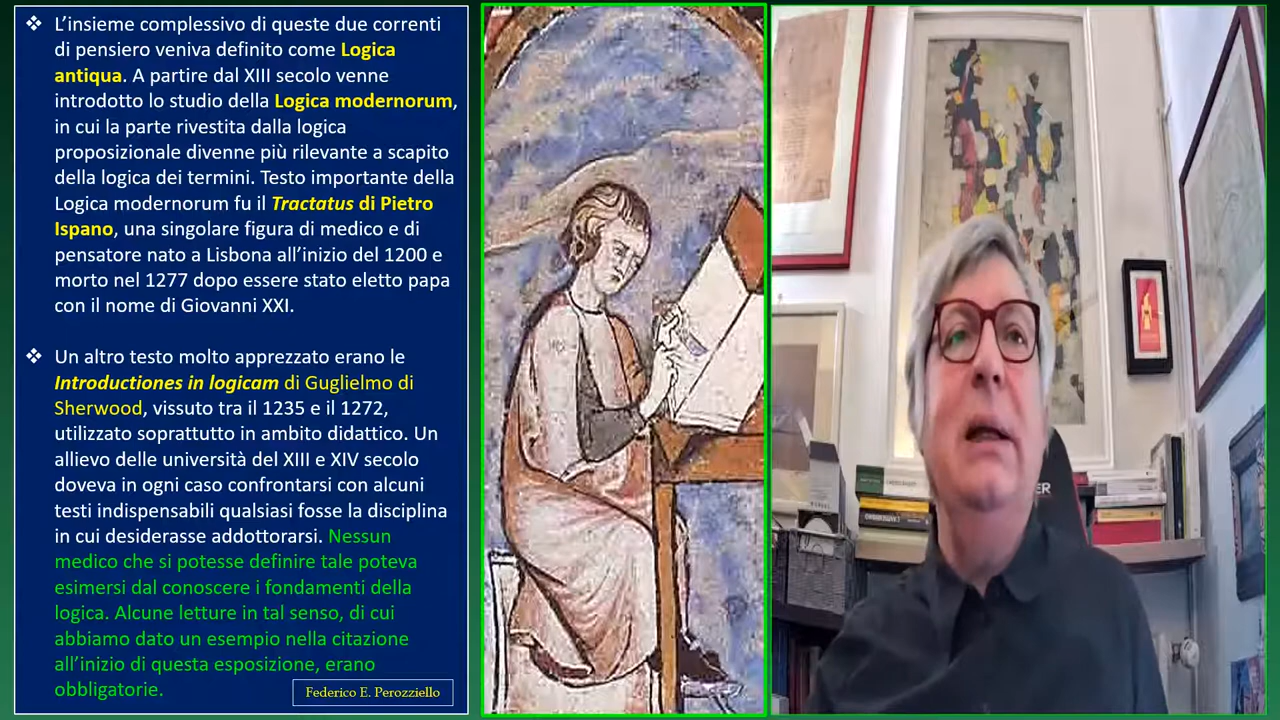 ❖ L’insieme complessivo di queste due correnti
di pensiero veniva definito come Logica
antiqua. A partire dal XIII secolo venne
introdotto lo studio della Logica modernorum,
in cui la parte rivestita dalla logica
proposizionale divenne più rilevante a scapito
della logica dei termini. Testo importante della
Logica modernorum fu il Tractatus di Pietro
Ispano, una singolare figura di medico e di
pensatore nato a Lisbona all’inizio del 1200 e
morto nel 1277 dopo essere stato eletto papa
con il nome di Giovanni XXI.
❖ Un altro testo molto apprezzato erano le
Introductiones in logicam di Guglielmo di
Sherwood, vissuto tra il 1235 e il 1272,
utilizzato soprattutto in ambito didattico. Un
allievo delle università del XIII e XIV secolo
doveva in ogni caso confrontarsi con alcuni
testi indispensabili qualsiasi fosse la disciplina
in cui desiderasse addottorarsi. Nessun
medico che si potesse definire tale poteva
esimersi dal conoscere i fondamenti della
logica. Alcune letture in tal senso, di cui
abbiamo dato un esempio nella citazione
all’inizio di questa esposizione, erano
obbligatorie.
Federico E. Perozziello